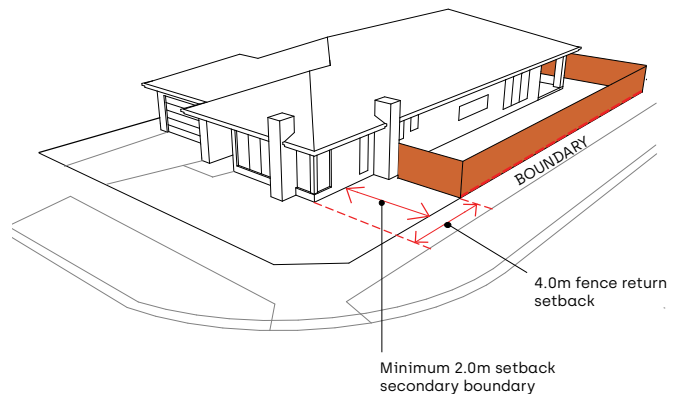 BOUNDARY
4.0m fence return
setback
Minimum 2.0m setback
secondary boundary